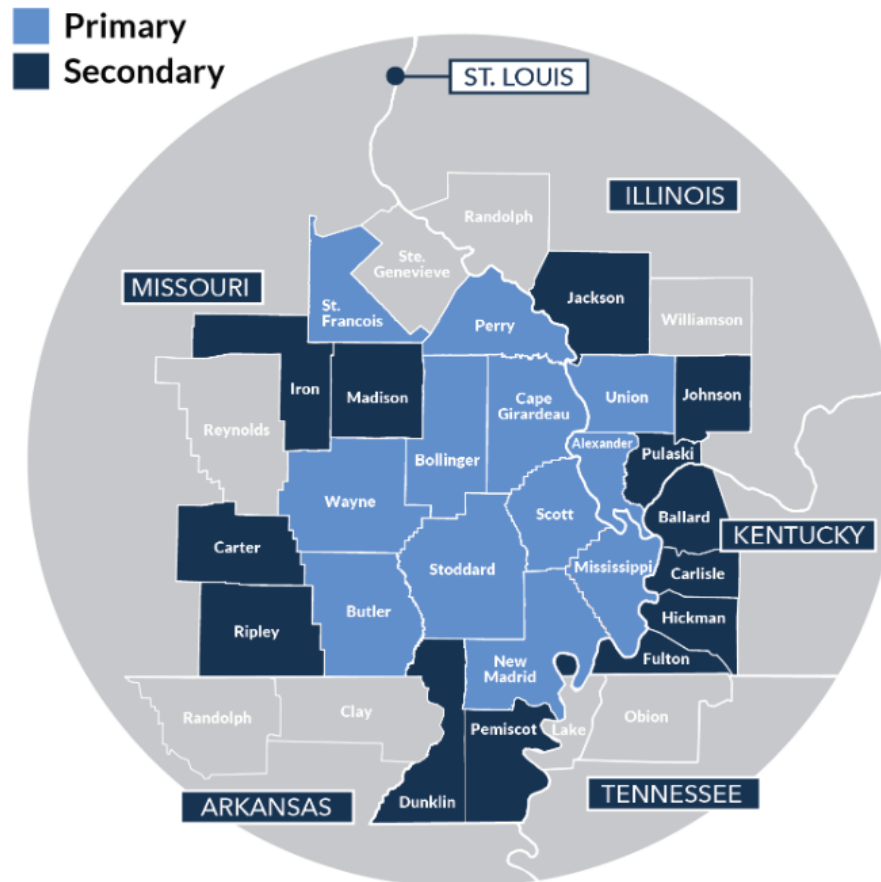 Primary
Secondary
ST. LOUIS
ILLINOIS
Randolph
Ste.
Genevieve
MISSOURI
Jackson
St.
Francois
Perry
Williamson
Iron
Madison
Cape
Girardeau
Union
Johnson
Reynolds
Bollinger
Alexander
Pulaski
Wayne
Scott
Ballard
KENTUCKY
Carter
Stoddard
Mississippi
Carlisle
Butler
Hickman
Ripley
New
Madrid
Fulton
Randolph
Clay
Pemiscot
Lake
Obion
Dunklin
ARKANSAS
TENNESSEE